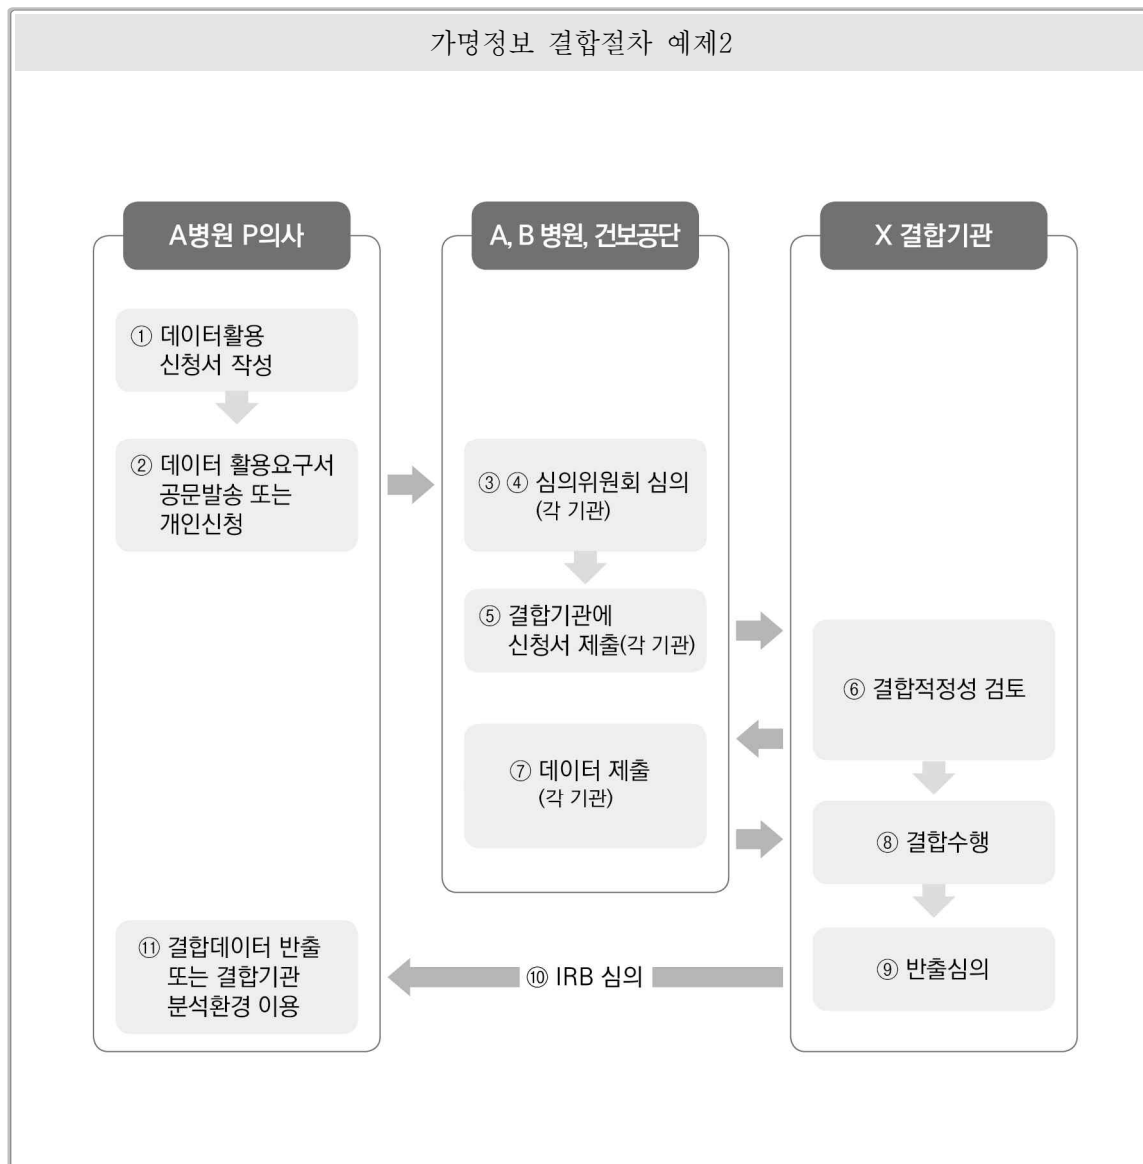 가명정보 결합절차 예제2
A병원 P의사
① 데이터활용
신청서 작성
② 데이터 활용요구서
공문발송 또는
개인신청
A, B 병원, 건보공단
③ ④ 심의위원회 심의
(각 기관)
⑤ 결합기관에
신청서 제출(각 기관)
X 결합기관
⑥ 결합적정성 검토
⑦ 데이터 제출
(각 기관)
⑧ 결합수행
⑨ 반출심의
⑩ IRB 심의
⑪ 결합데이터 반출
또는 결합기관
분석환경 이용